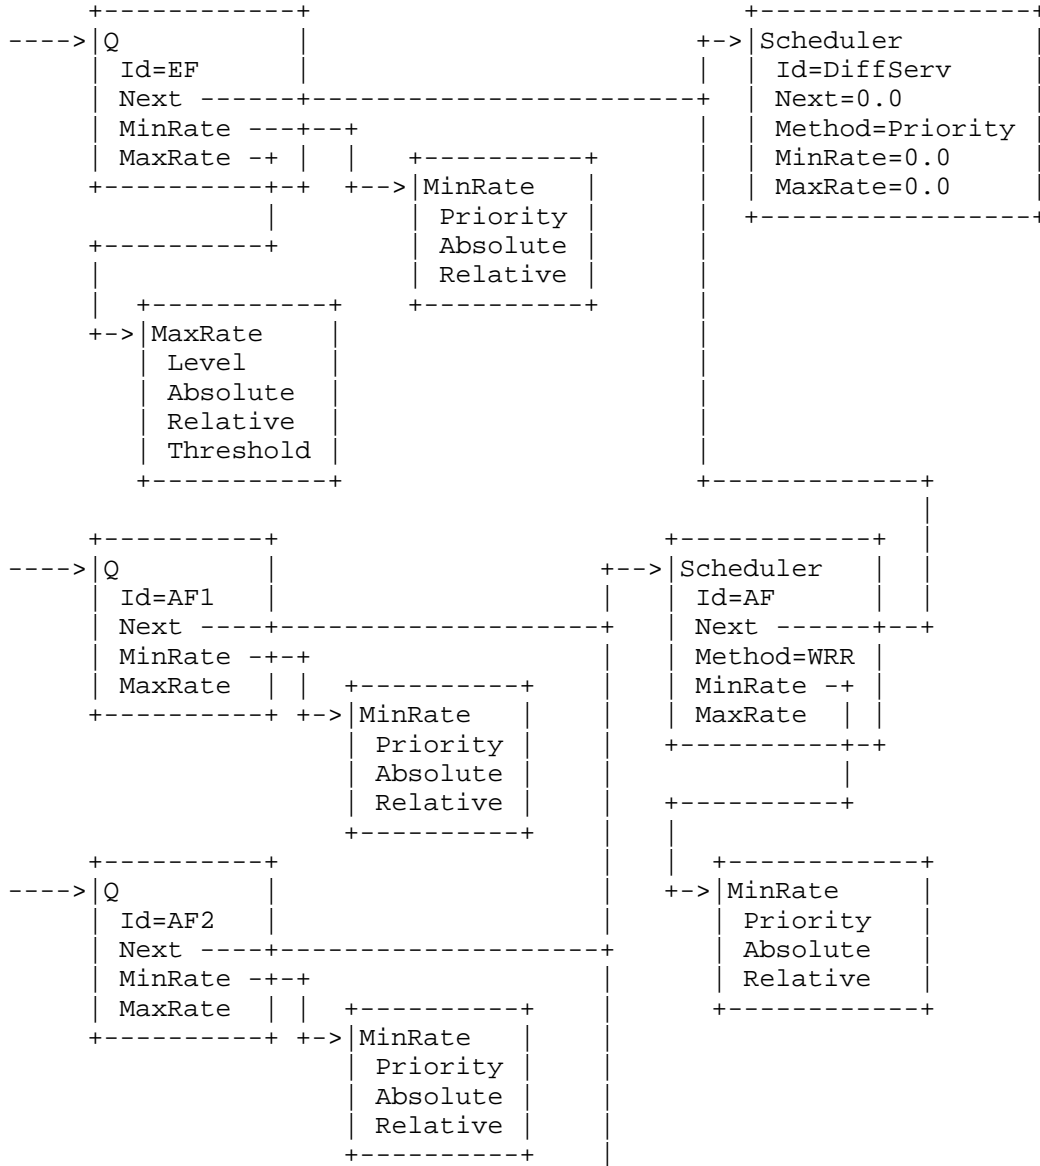 Q
Id=EF
Next
MinRate
MaxRate
Scheduler
Id=DiffServ
Next=0.0
Method=Priority
MinRate=0.0
MaxRate=0.0
MinRate
Priority
Absolute
Relative
MaxRate
Level
Absolute
Relative
Threshold
Q
Id=AF1
Next
MinRate
MaxRate
Scheduler
Id=AF
Next
Method=WRR
MinRate
MaxRate
MinRate
Priority
Absolute
Relative
Q
Id=AF2
Next
MinRate
MaxRate
MinRate
Priority
Absolute
Relative
MinRate
Priority
Absolute
Relative